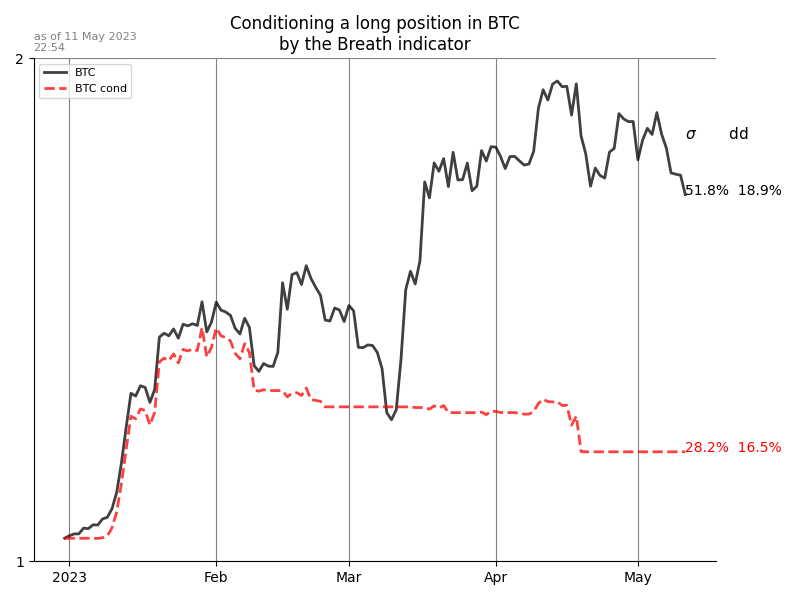 Conditioning a long position in BTC
by the Breath indicator
as of 11 May 2023
22:54
2
BTC
BTC cond
σ dd
51.8% 18.9%
28.2% 16.5%
1
2023 Feb Mar Apr May